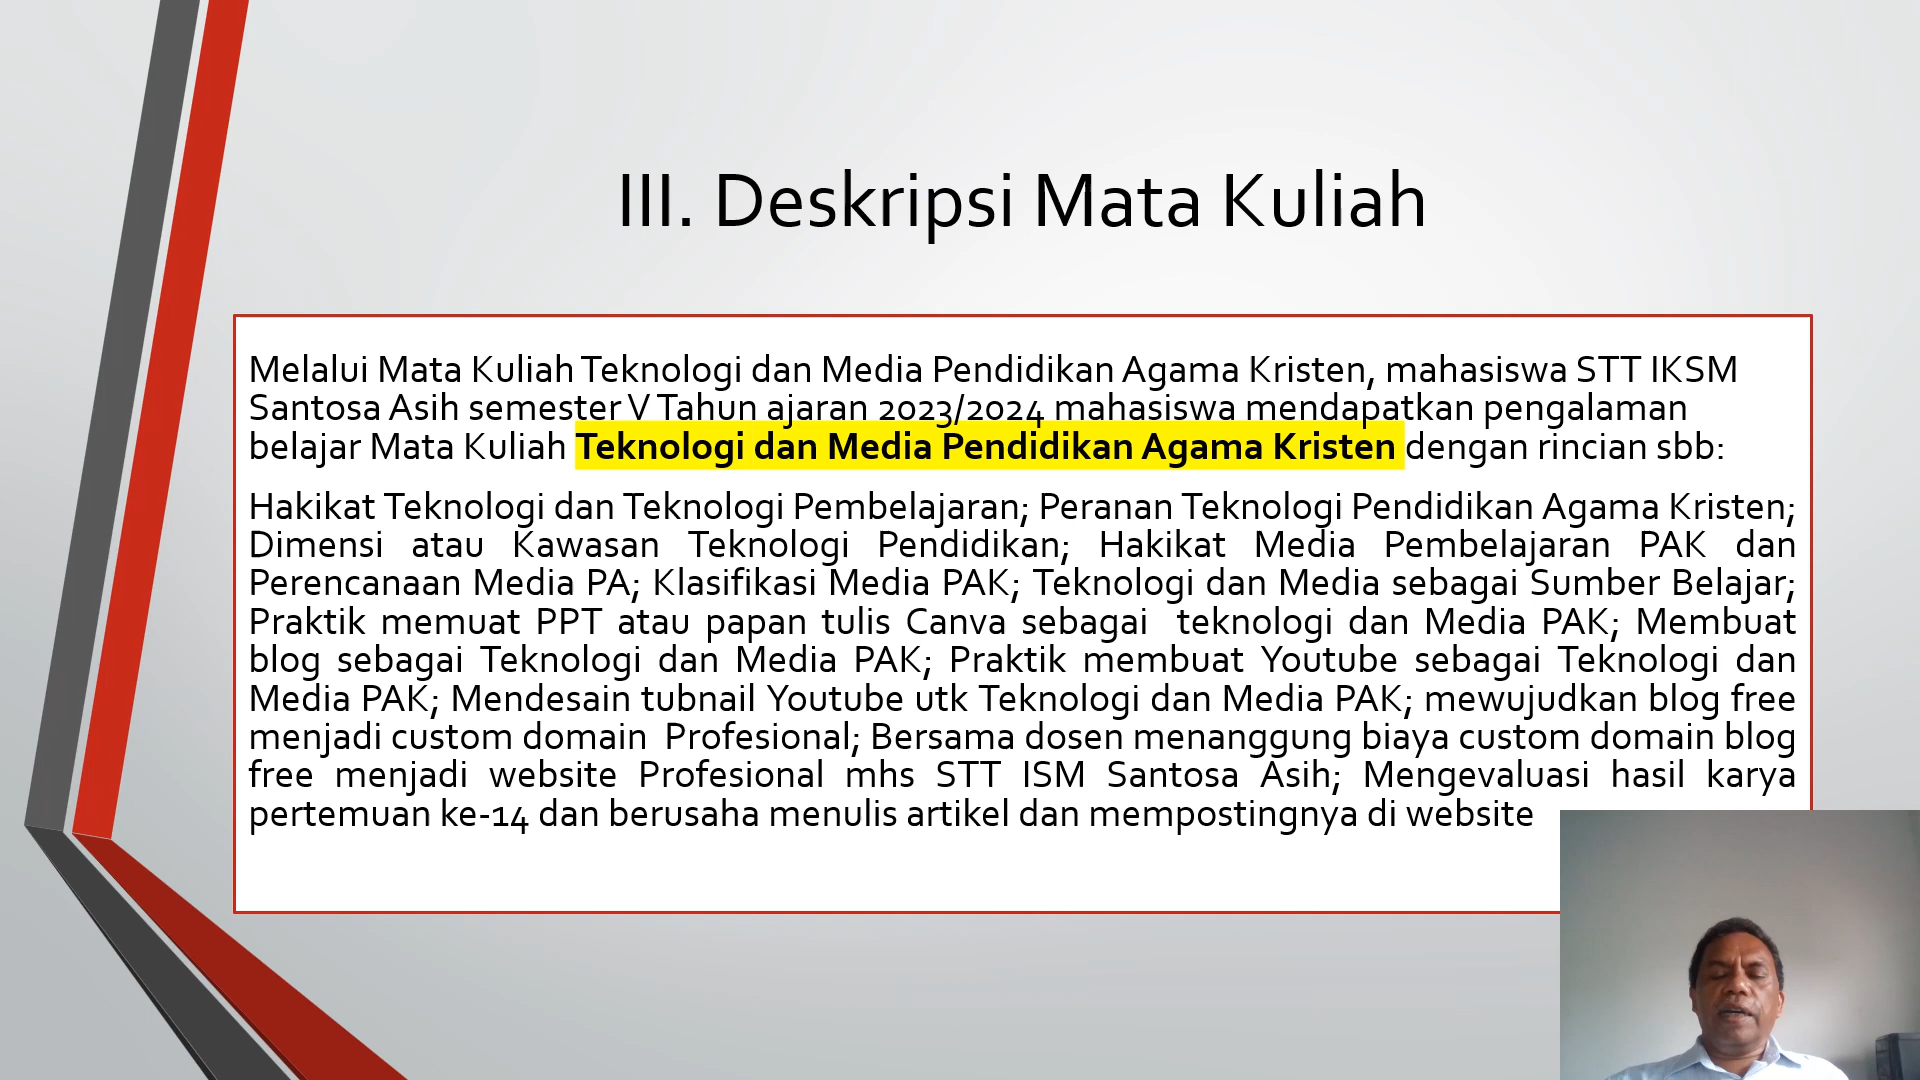 III. Deskripsi Mata Kuliah
Melalui Mata Kuliah Teknologi dan Media Pendidikan Agama Kristen, mahasiswa STT IKSM
Santosa Asih semester V Tahun ajaran 2023/2024 mahasiswa mendapatkan pengalaman
belajar Mata Kuliah Teknologi dan Media Pendidikan Agama Kristen dengan rincian sbb:
Hakikat Teknologi dan Teknologi Pembelajaran; Peranan Teknologi Pendidikan Agama Kristen;
Dimensi atau Kawasan Teknologi Pendidikan; Hakikat Media Pembelajaran PAK dan
Perencanaan Media PA; Klasifikasi Media PAK; Teknologi dan Media sebagai Sumber Belajar;
Praktik memuat PPT atau papan tulis Canva sebagai teknologi dan Media PAK; Membuat
blog sebagai Teknologi dan Media PAK; Praktik membuat Youtube sebagai Teknologi dan
Media PAK; Mendesain tubnail Youtube utk Teknologi dan Media PAK; mewujudkan blog free
menjadi custom domain Profesional; Bersama dosen menanggung biaya custom domain blog
free menjadi website Profesional mhs STT ISM Santosa Asih; Mengevaluasi hasil karya
pertemuan ke-14 dan berusaha menulis artikel dan mempostingnya di website